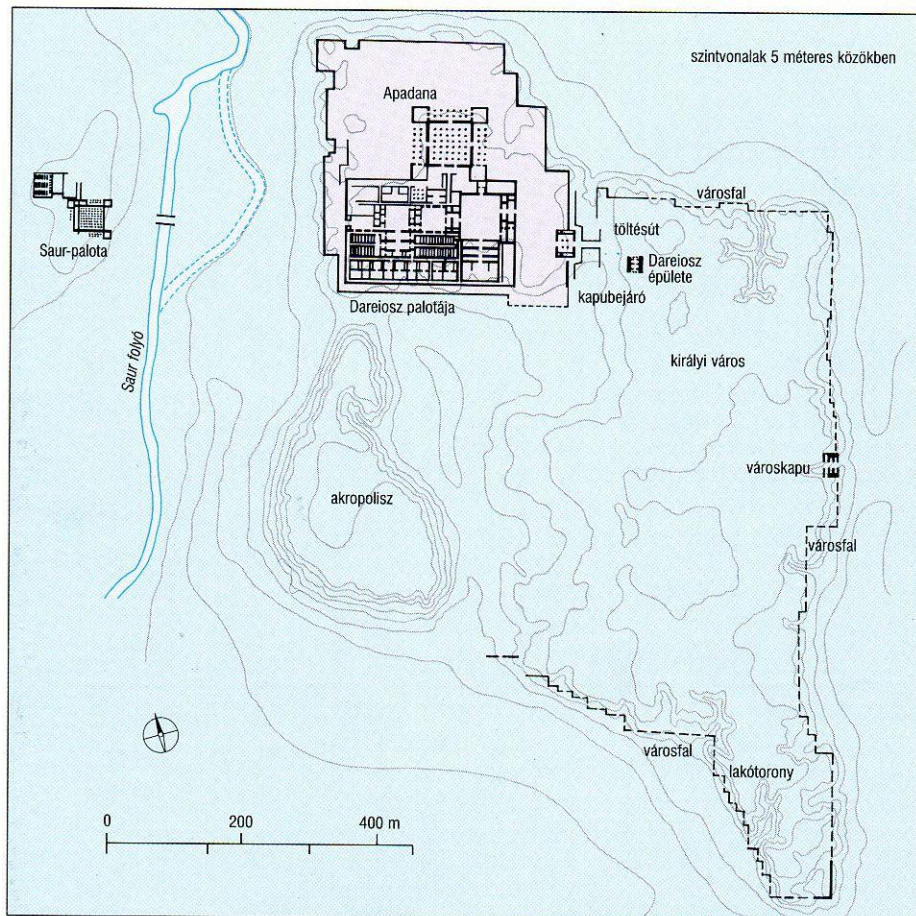 szintvonalak 5 méteres közökben
Apadana
városfal
töltésút
Dareiosz
épülete
Saur-palota
kapubejáró
Dareiosz palotája
Saur folyó
királyi város
városkapu
akropolisz
városfal
városfal
lakótorony
0 200 400 m